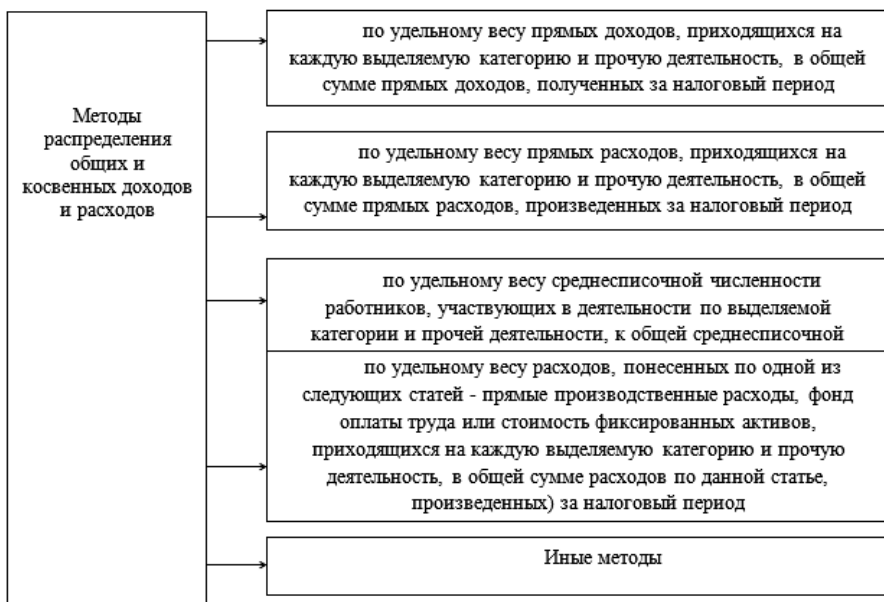 Методы
распределения
общих и
косвенных доходов
и расходов
по удельному весу прямых доходов, приходящихся на
каждую выделяемую категорию и прочую деятельность, в общей
сумме прямых доходов, полученных за налоговый период
по удельному весу прямых расходов, приходящихся на
каждую выделяемую категорию и прочую деятельность, в общей
сумме прямых расходов, произведенных за налоговый период
по удельному весу среднесписочной численности
работников, участвующих в деятельности по выделяемой
категории и прочей деятельности, к общей среднесписочной
по удельному весу расходов, понесенных по одной из
следующих статей - прямые производственные расходы, фонд
оплаты труда или стоимость фиксированных активов,
приходящихся на каждую выделяемую категорию и прочую
деятельность, в общей сумме расходов по данной статье,
произведенных) за налоговый период
Иные методы